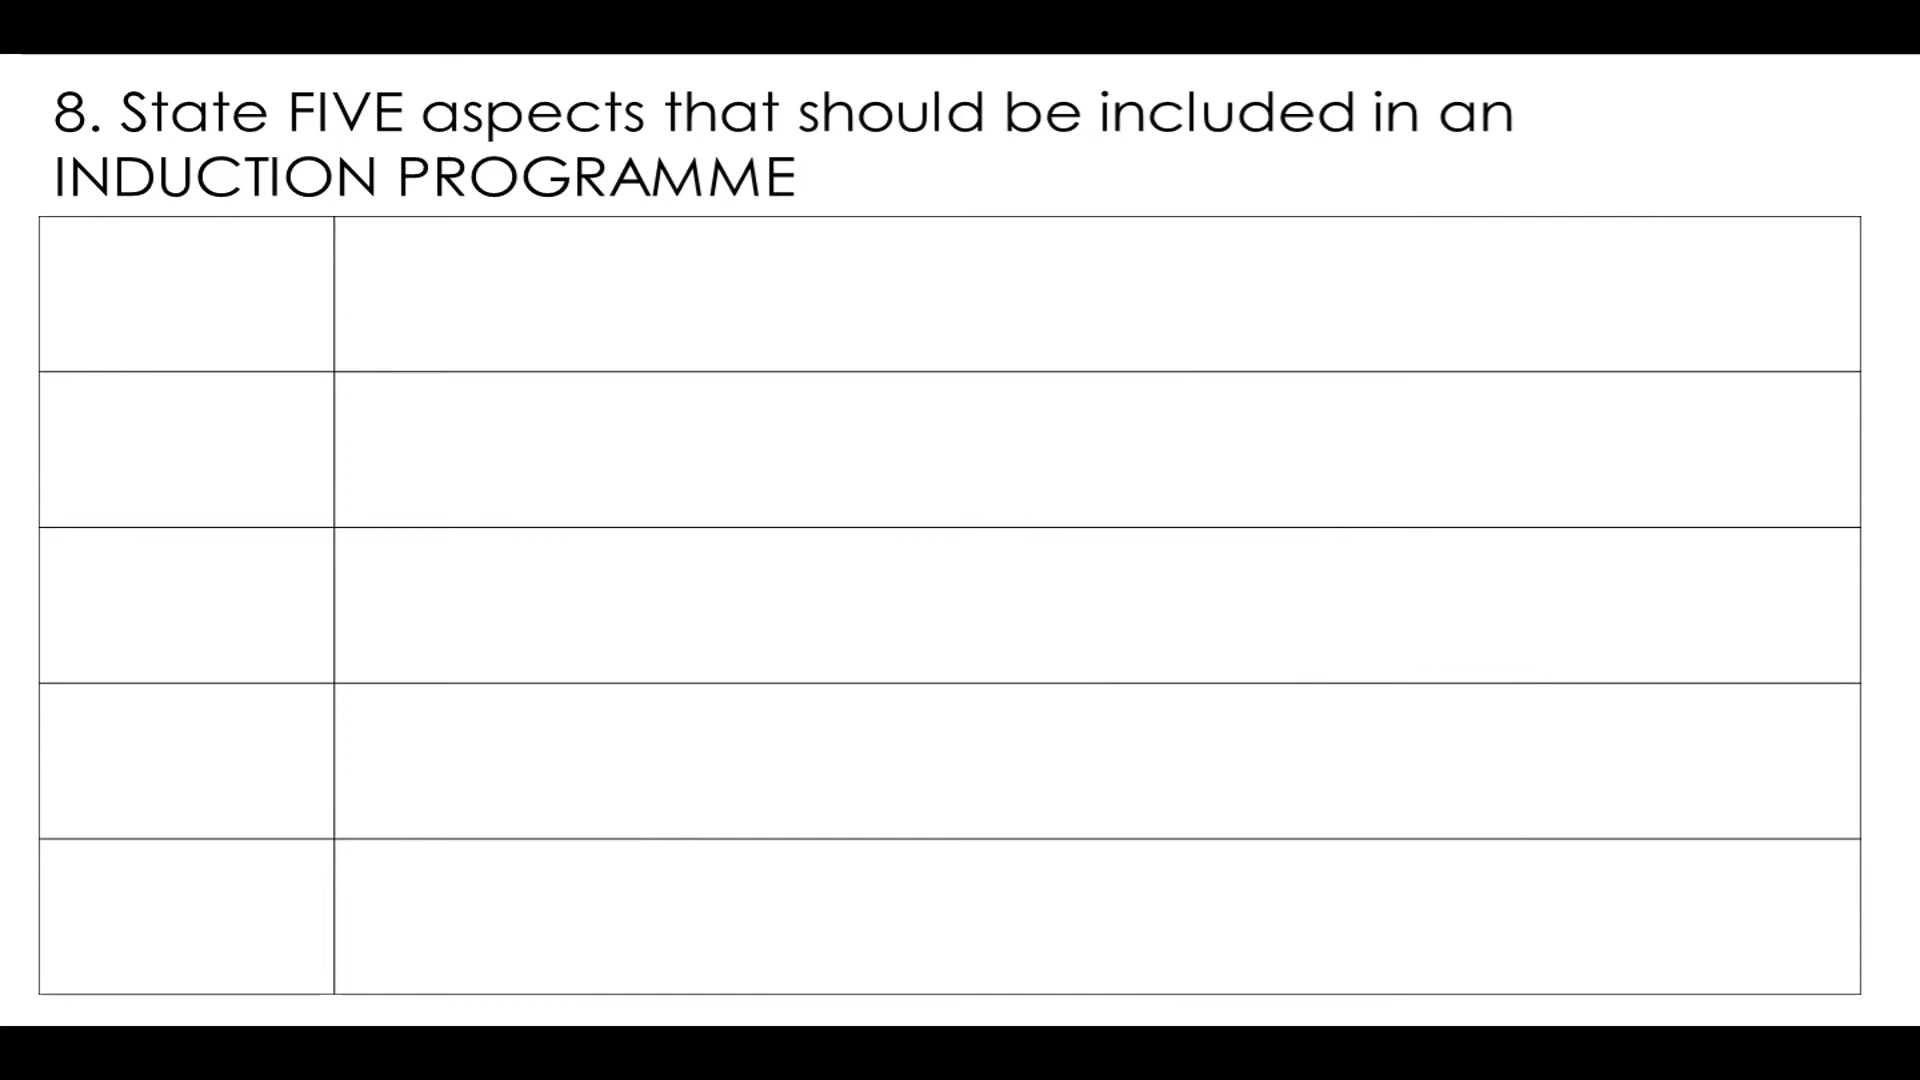 8. State FIVE aspects that should be included in an
INDUCTION PROGRAMME